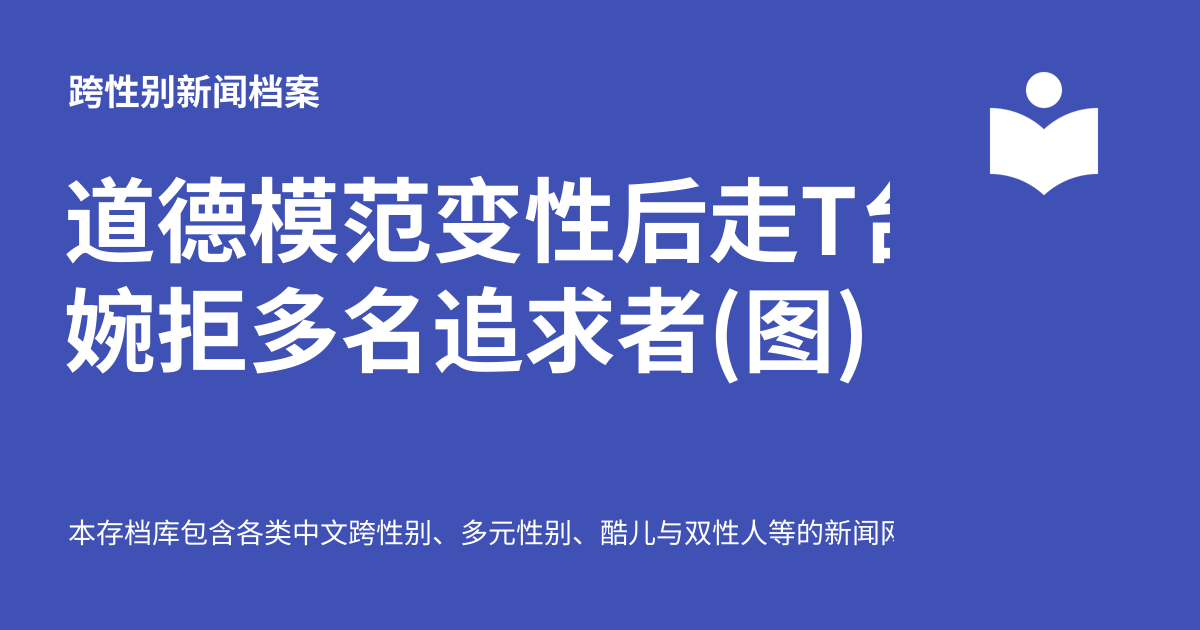 跨性别新闻档案
道德模范变性后走T台
婉拒多名追求者(图)
本存档库包含各类中文跨性别、多元性别、酷儿与双性人等的新闻网